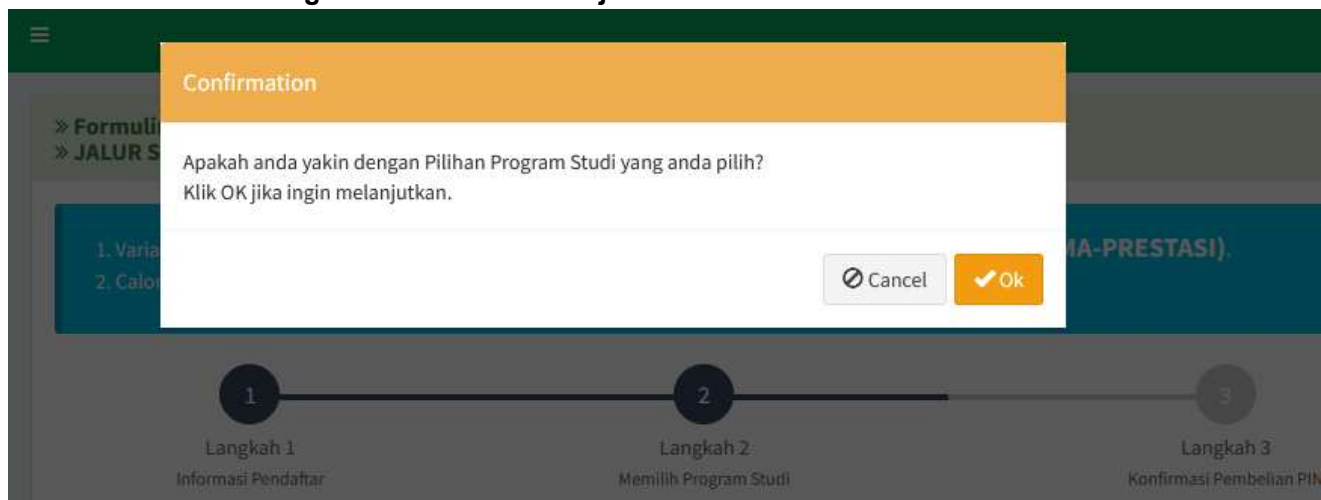 » Formuli
» JALUR S
Confirmation
Apakah anda yakin dengan Pilihan Program Studi yang anda pilih?
Klik OK jika ingin melanjutkan.
Cancel
Ok
1. Varia
MA-PRESTASI).
2. Calo
1
2
3
Langkah 1
Langkah 2
Langkah 3
Informasi Pendaftar
Memilih Program Studi
Konfirmasi Pembelian PIN